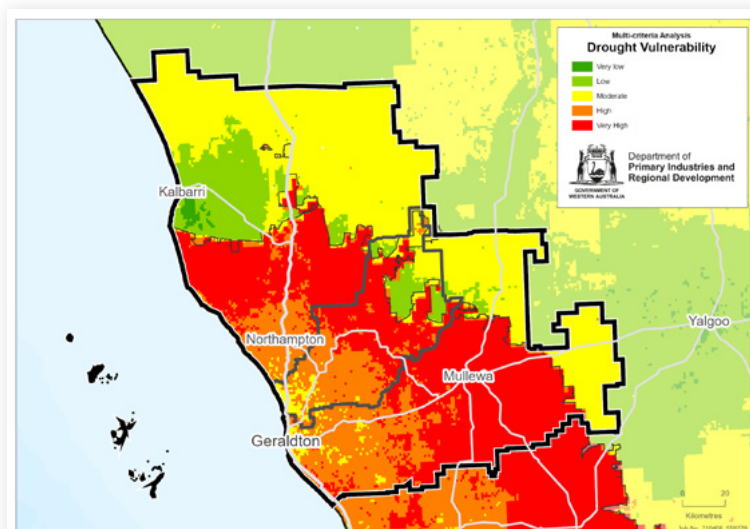 Multi-criteria Analysis
Drought Vulnerability
Very low
Low
Moderate
High
Very High
Department of
Primary Industries and
Regional Development
GOVERNMENT OF
WESTERN AUSTRALIA
Kalbarri
Northampton
Yalgoo
Mullewa
Geraldton
0 20
Kilometres